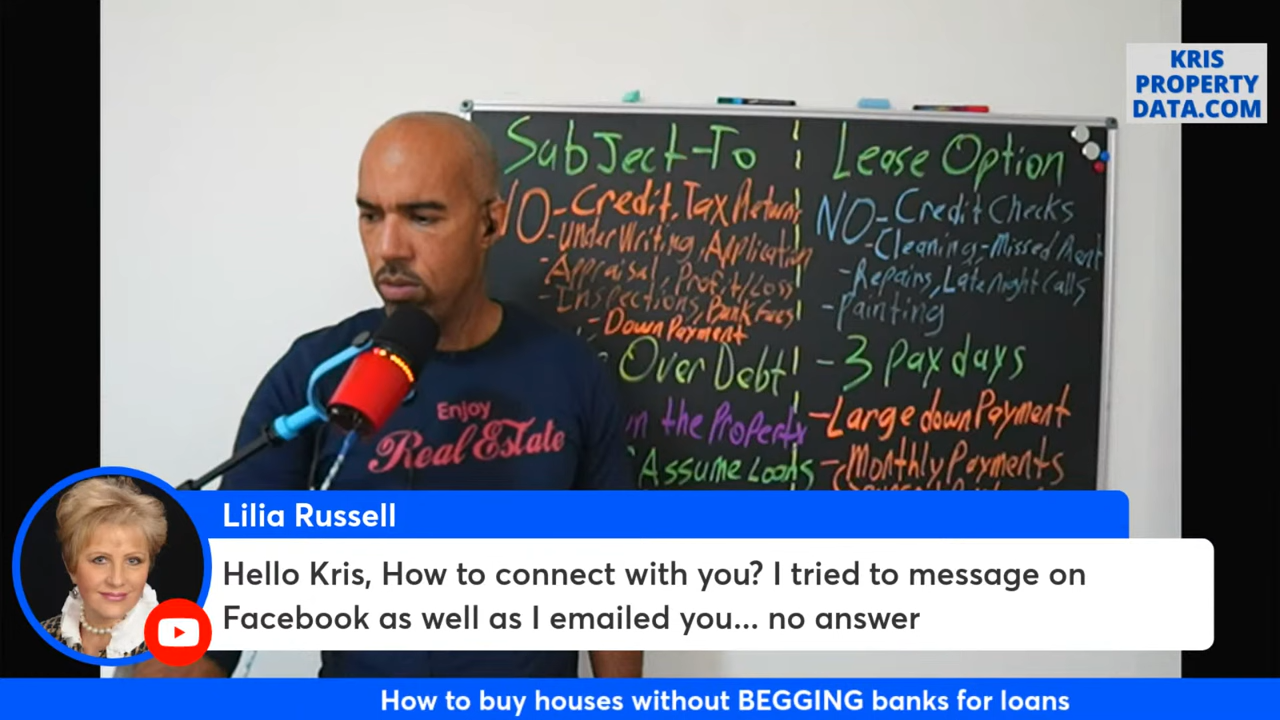 KRIS
PROPERTY
DATA.COM
SubJect-To
NO-Credit, Tax Returns
-underWriting, Application
-Appraisal, Profit/Loss
-Inspections, Bank Fees
-Down Payment
Over Debt
the Property
Assume Loans
Lease Option
NO-Credit Checks
-Cleaning,-Missed
-Repairs, Late Night Calls
-Painting
-3 pay days
-Large down Payment
-Monthly Payments
Enjoy
Real Estate
Lilia Russell
Hello Kris, How to connect with you? I tried to message on
Facebook as well as I emailed you... no answer
How to buy houses without BEGGING banks for loans